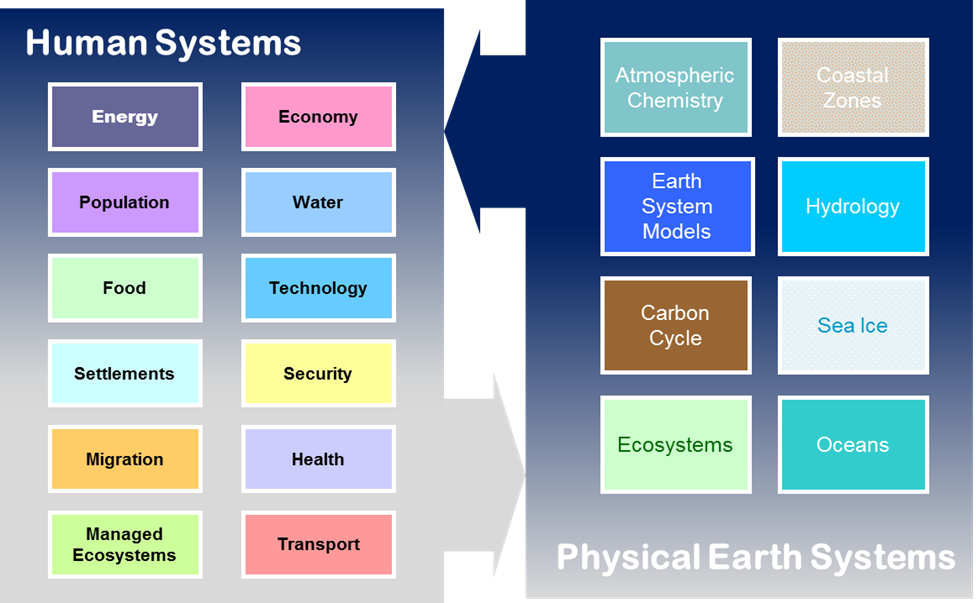 Human Systems
Energy
Economy
Population
Water
Food
Technology
Settlements
Security
Migration
Health
Managed
Ecosystems
Transport
Atmospheric
Chemistry
Coastal
Zones
Earth
System
Models
Hydrology
Carbon
Cycle
Sea Ice
Ecosystems
Oceans
Physical Earth Systems